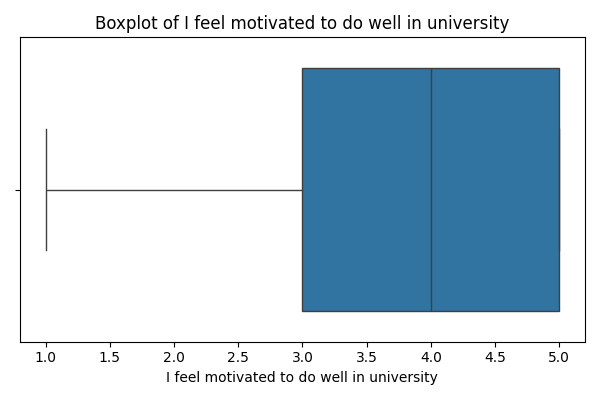 Boxplot of I feel motivated to do well in university
1.0 1.5 2.0 2.5 3.0 3.5 4.0 4.5 5.0
I feel motivated to do well in university